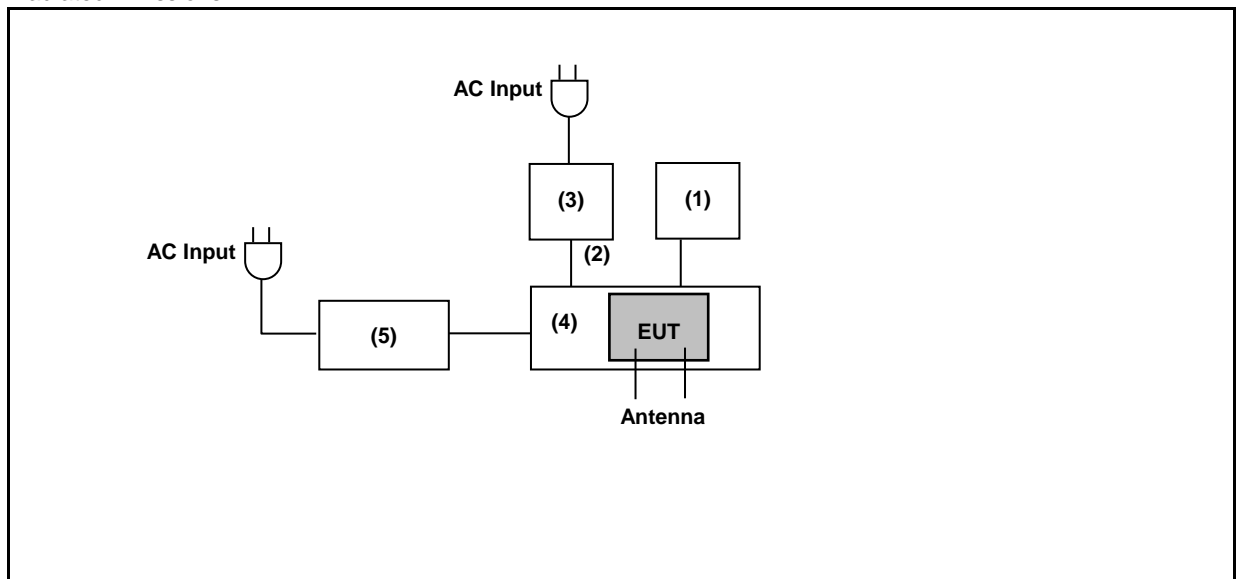 AC Input
(3)
(1)
(2)
AC Input
(4)
EUT
(5)
Antenna